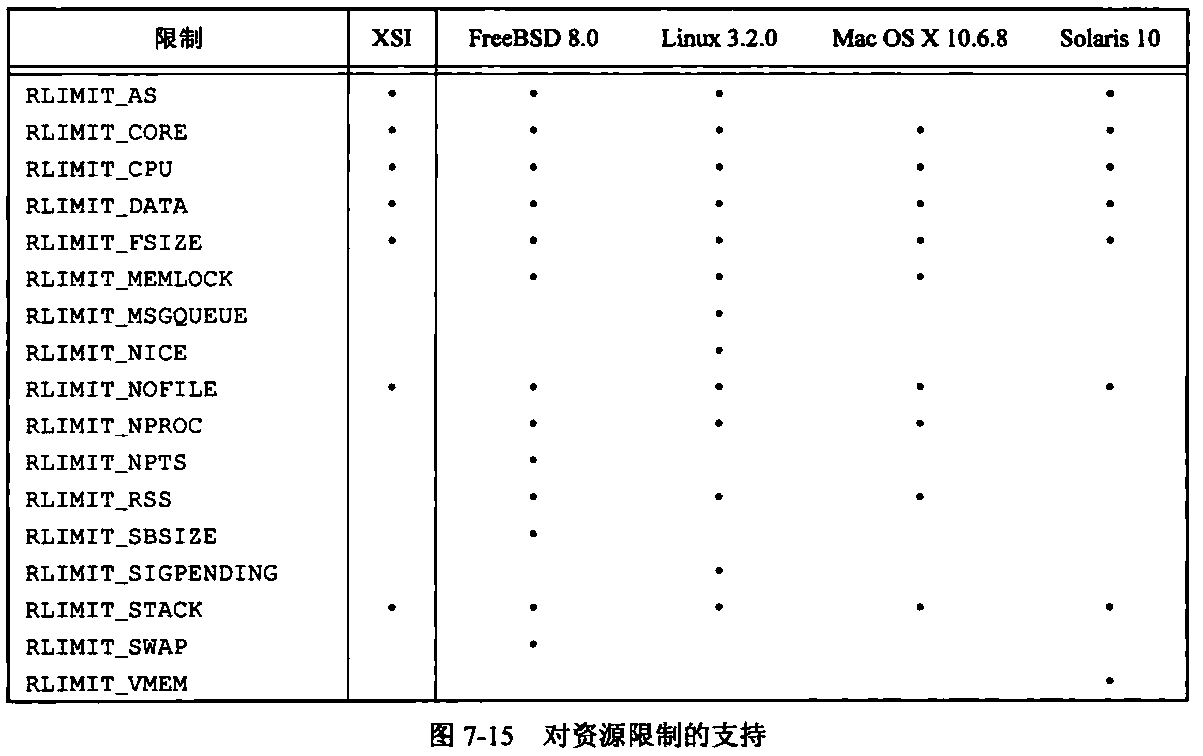 限制 XSI FreeBSD 8.0 Linux 3.2.0 Mac OS X 10.6.8 Solaris 10
RLIMIT_AS • • • •
RLIMIT_CORE • • • • •
RLIMIT_CPU • • • • •
RLIMIT_DATA • • • • •
RLIMIT_FSIZE • • • • •
RLIMIT_MEMLOCK • • •
RLIMIT_MSGQUEUE •
RLIMIT_NICE •
RLIMIT_NOFILE • • • • •
RLIMIT_NPROC • • •
RLIMIT_NPTS •
RLIMIT_RSS • • •
RLIMIT_SBSIZE •
RLIMIT_SIGPENDING •
RLIMIT_STACK • • • • •
RLIMIT_SWAP •
RLIMIT_VMEM •
图 7-15 对资源限制的支持